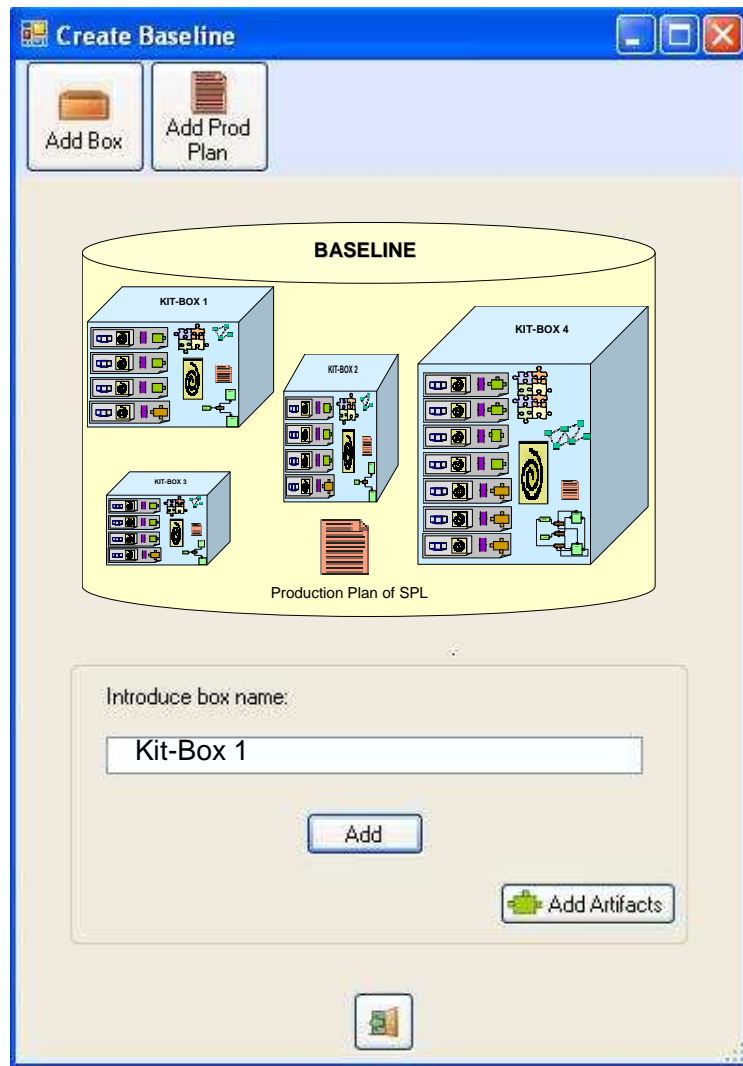 Create Baseline
Add Box
Add Prod
Plan
BASELINE
KIT-BOX 1
KIT-BOX 4
KIT-BOX 2
KIT-BOX 3
Production Plan of SPL
Introduce box name:
Kit-Box 1
Add
Add Artifacts